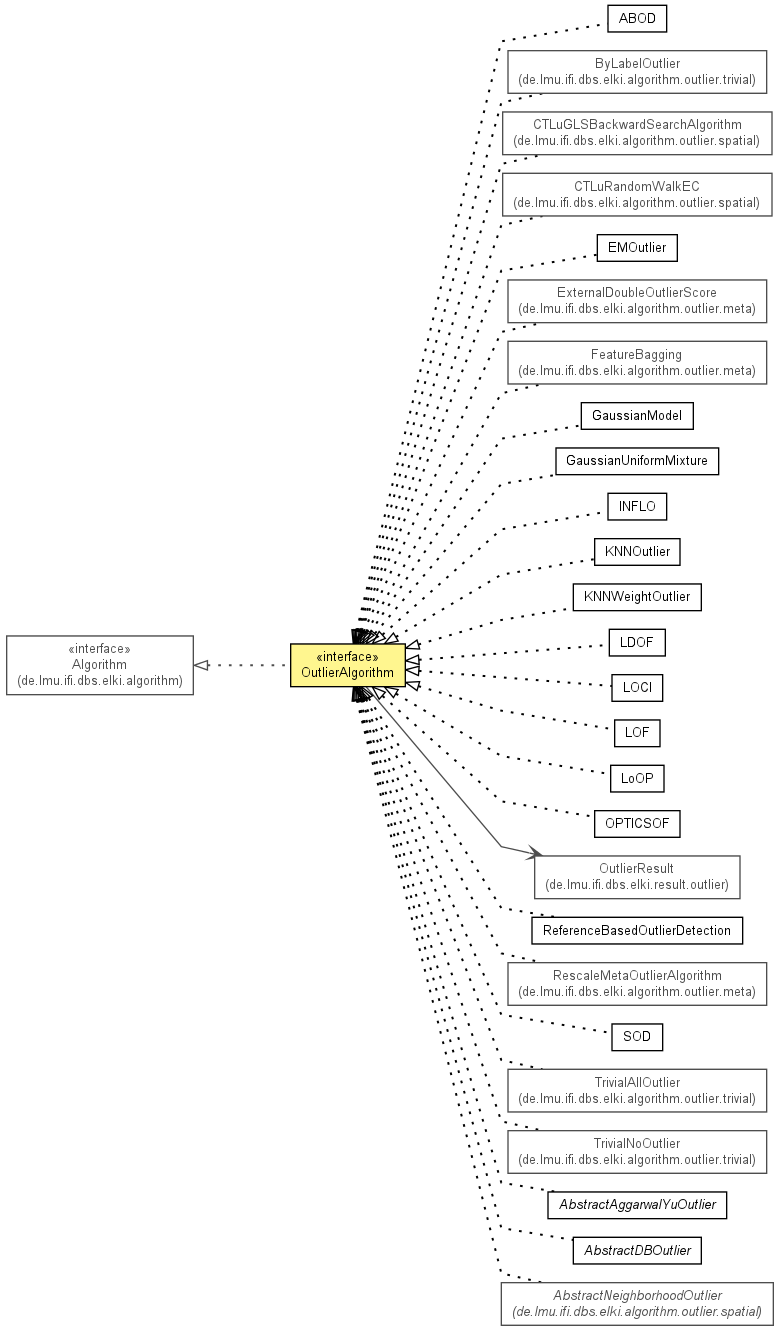 ABOD
ByLabelOutlier
(de.lmu.ifi.dbs.elki.algorithm.outlier.trivial)
CTLuGLSBackwardSearchAlgorithm
(de.lmu.ifi.dbs.elki.algorithm.outlier.spatial)
CTLuRandomWalkEC
(de.lmu.ifi.dbs.elki.algorithm.outlier.spatial)
EMOutlier
ExternalDoubleOutlierScore
(de.lmu.ifi.dbs.elki.algorithm.outlier.meta)
FeatureBagging
(de.lmu.ifi.dbs.elki.algorithm.outlier.meta)
GaussianModel
GaussianUniformMixture
INFLO
KNNOutlier
KNNWeightOutlier
«interface»
Algorithm
(de.lmu.ifi.dbs.elki.algorithm)
«interface»
OutlierAlgorithm
LDOF
LOCI
LOF
LoOP
OPTICSOF
OutlierResult
(de.lmu.ifi.dbs.elki.result.outlier)
ReferenceBasedOutlierDetection
RescaleMetaOutlierAlgorithm
(de.lmu.ifi.dbs.elki.algorithm.outlier.meta)
SOD
TrivialAllOutlier
(de.lmu.ifi.dbs.elki.algorithm.outlier.trivial)
TrivialNoOutlier
(de.lmu.ifi.dbs.elki.algorithm.outlier.trivial)
AbstractAggarwalYuOutlier
AbstractDBOutlier
AbstractNeighborhoodOutlier
(de.lmu.ifi.dbs.elki.algorithm.outlier.spatial)